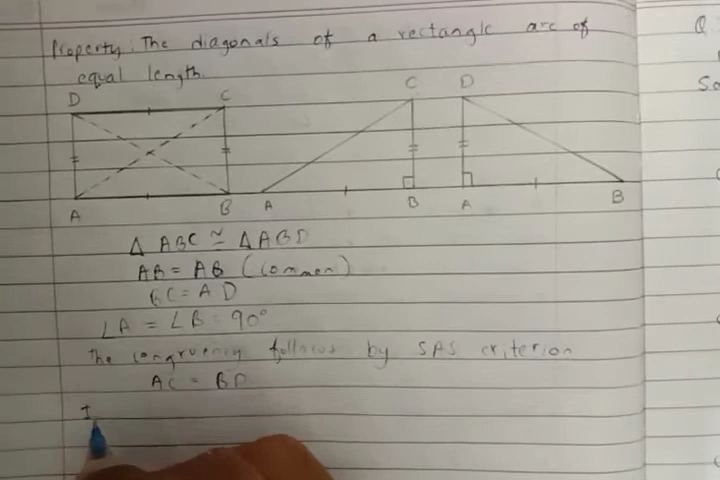 Property: The diagonals of a rectangle are of
equal length.
D C C D
A B A B A B
Δ ABC ≅ Δ ABD
AB = AB (common)
BC = AD
∠A = ∠B = 90°
the congruency follows by SAS criterion
AC = BD
I
Q
So